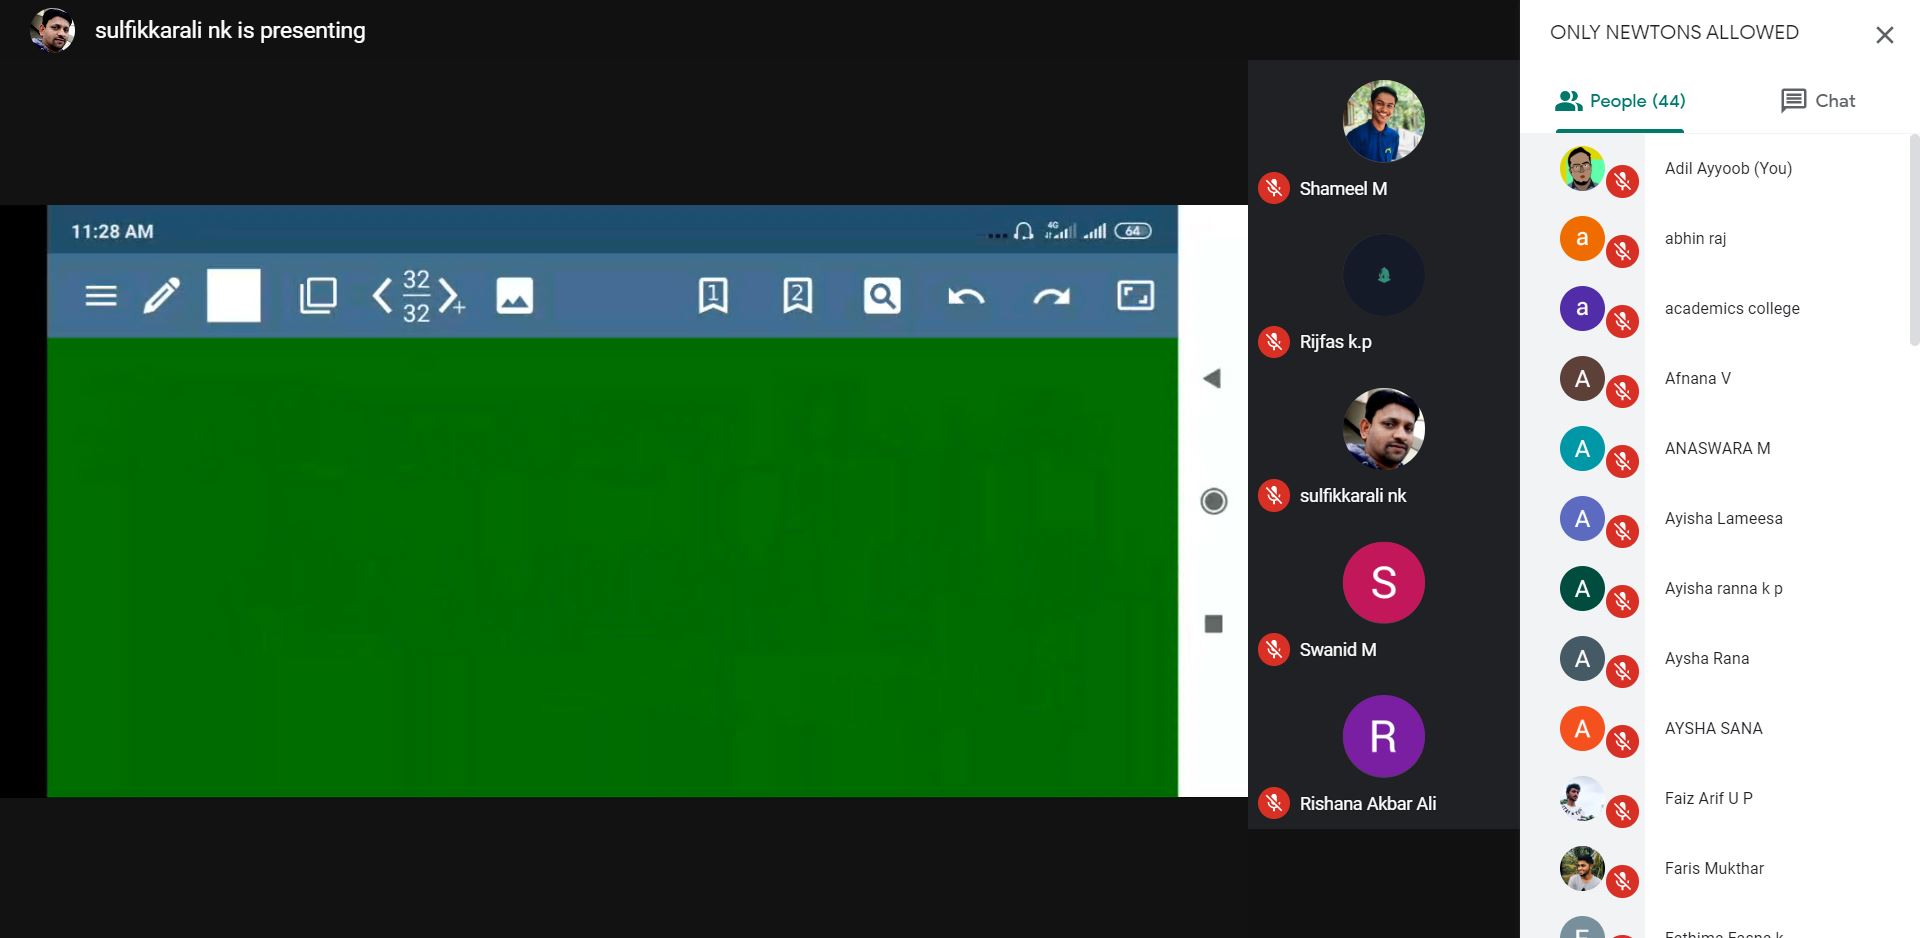 sulfikkarali nk is presenting
11:28 AM
4G
64
32
32
1
2
Shameel M
Rijfas k.p
sulfikkarali nk
S
Swanid M
R
Rishana Akbar Ali
ONLY NEWTONS ALLOWED
People (44)
Chat
Adil Ayyoob (You)
a
abhin raj
a
academics college
A
Afnana V
A
ANASWARA M
A
Ayisha Lameesa
A
Ayisha ranna k p
A
Aysha Rana
A
AYSHA SANA
Faiz Arif U P
Faris Mukthar